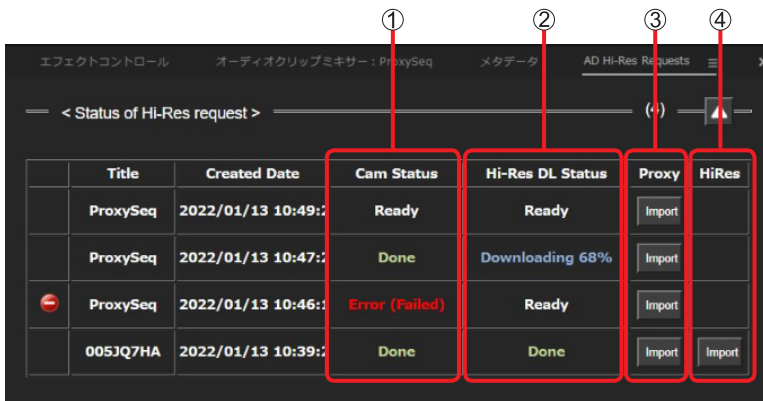 ① ② ③ ④
エフェクトコントロール オーディオクリップミキサー：ProxySeq メタデータ AD Hi-Res Requests
< Status of Hi-Res request > (4)
Title Created Date Cam Status Hi-Res DL Status Proxy HiRes
ProxySeq 2022/01/13 10:49:2 Ready Ready Import
ProxySeq 2022/01/13 10:47:2 Done Downloading 68% Import
ProxySeq 2022/01/13 10:46:1 Error (Failed) Ready Import
005JQ7HA 2022/01/13 10:39:2 Done Done Import Import